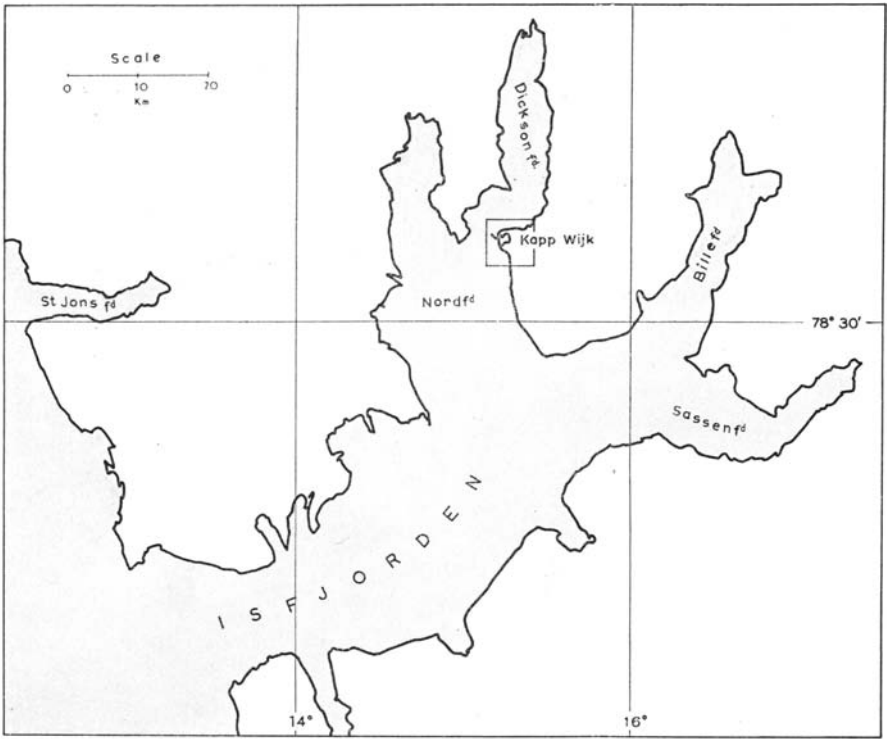 Scale
0 10 20
Km
Dickson fd.
Kapp Wijk
Billefd
St Jons fd
Nordfd
78° 30'
Sassenfd
ISFJORDEN
14° 16°